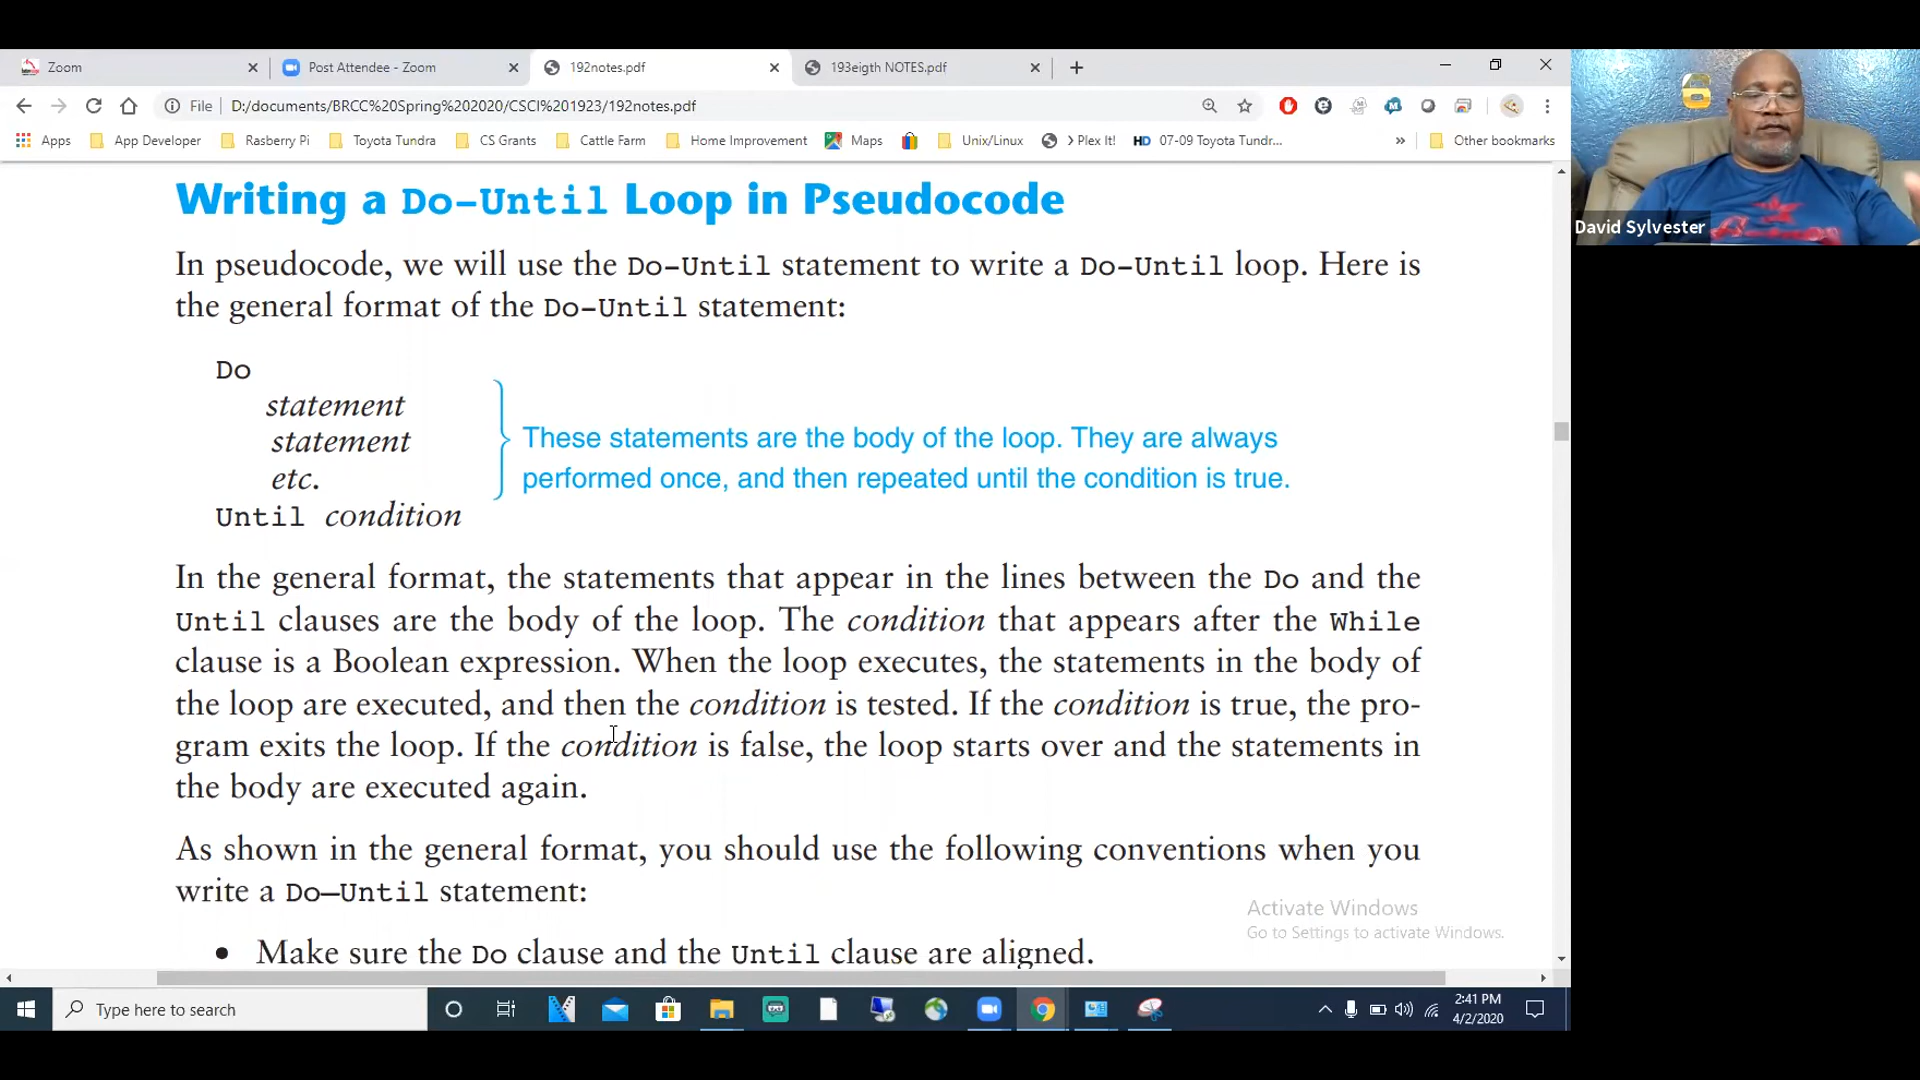 Zoom
Post Attendee - Zoom
192notes.pdf
193eigth NOTES.pdf
File
D:/documents/BRCC%20Spring%202020/CSCI%201923/192notes.pdf
Apps
App Developer
Rasberry Pi
Toyota Tundra
CS Grants
Cattle Farm
Home Improvement
Maps
Unix/Linux
> Plex It!
HD 07-09 Toyota Tundr...
»
Other bookmarks
David Sylvester
Writing a Do-Until Loop in Pseudocode
In pseudocode, we will use the Do-Until statement to write a Do-Until loop. Here is
the general format of the Do-Until statement:
Do
statement
statement
etc.
Until condition
These statements are the body of the loop. They are always
performed once, and then repeated until the condition is true.
In the general format, the statements that appear in the lines between the Do and the
Until clauses are the body of the loop. The condition that appears after the While
clause is a Boolean expression. When the loop executes, the statements in the body of
the loop are executed, and then the condition is tested. If the condition is true, the pro-
gram exits the loop. If the condition is false, the loop starts over and the statements in
the body are executed again.
As shown in the general format, you should use the following conventions when you
write a Do—Until statement:
• Make sure the Do clause and the Until clause are aligned.
Activate Windows
Go to Settings to activate Windows.
Type here to search
2:41 PM
4/2/2020